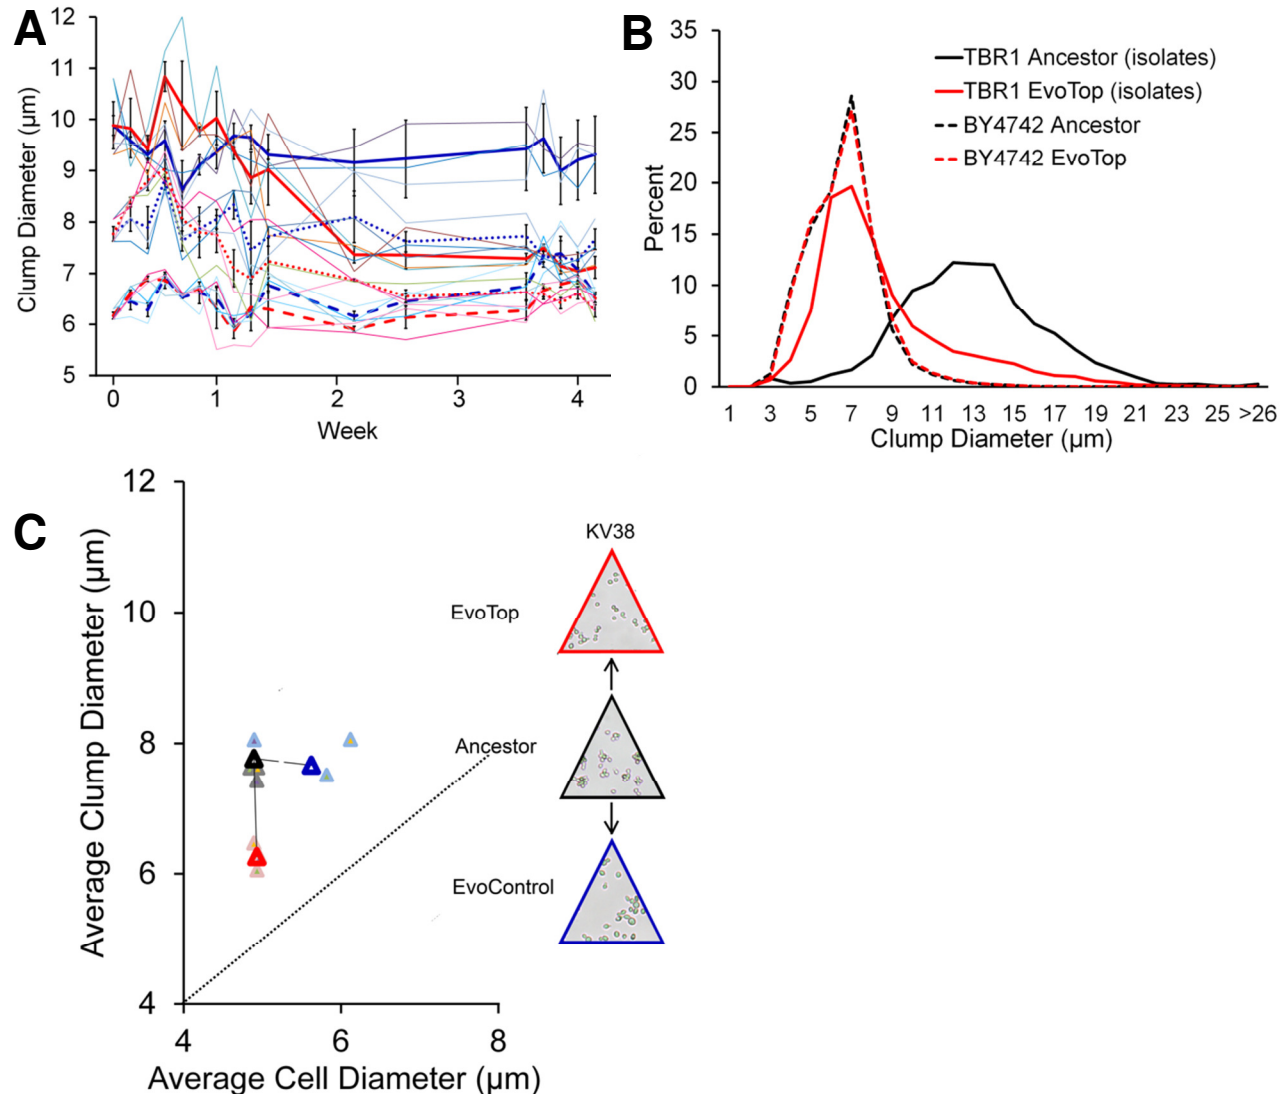 A
12
11
10
9
8
7
6
5
Clump Diameter (µm)
0 1 2 3 4
Week
B
35
30
25
20
15
10
5
0
Percent
TBR1 Ancestor (isolates)
TBR1 EvoTop (isolates)
BY4742 Ancestor
BY4742 EvoTop
1 3 5 7 9 11 13 15 17 19 21 23 25 >26
Clump Diameter (µm)
C
12
10
8
6
4
Average Clump Diameter (µm)
4 6 8
Average Cell Diameter (µm)
KV38
EvoTop
Ancestor
EvoControl